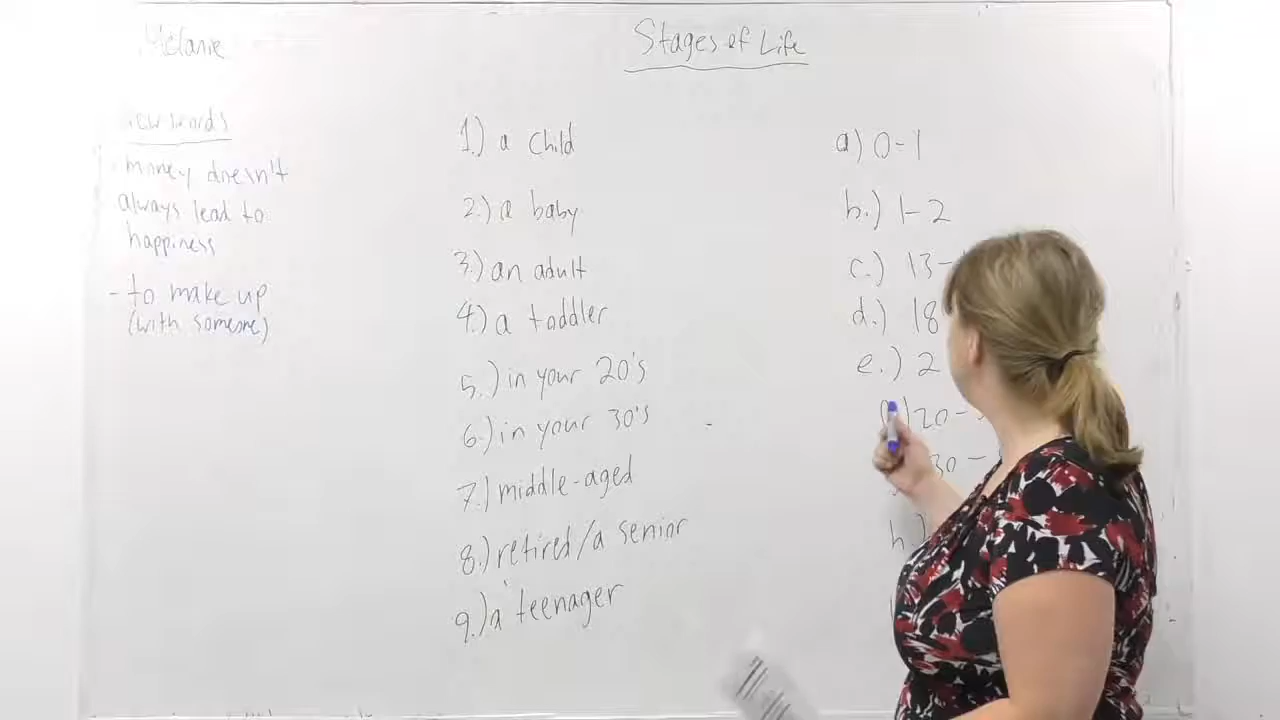 Melanie
Stages of Life
words
money doesn't
always lead to
happiness
- to make up
(with someone)
1.) a child
2.) a baby
3.) an adult
4.) a toddler
5.) in your 20's
6.) in your 30's
7.) middle-aged
8.) retired/a senior
9.) a teenager
a) 0-1
b.) 1-2
c.) 13-
d.) 18
e.) 2
20-
30-
h.)